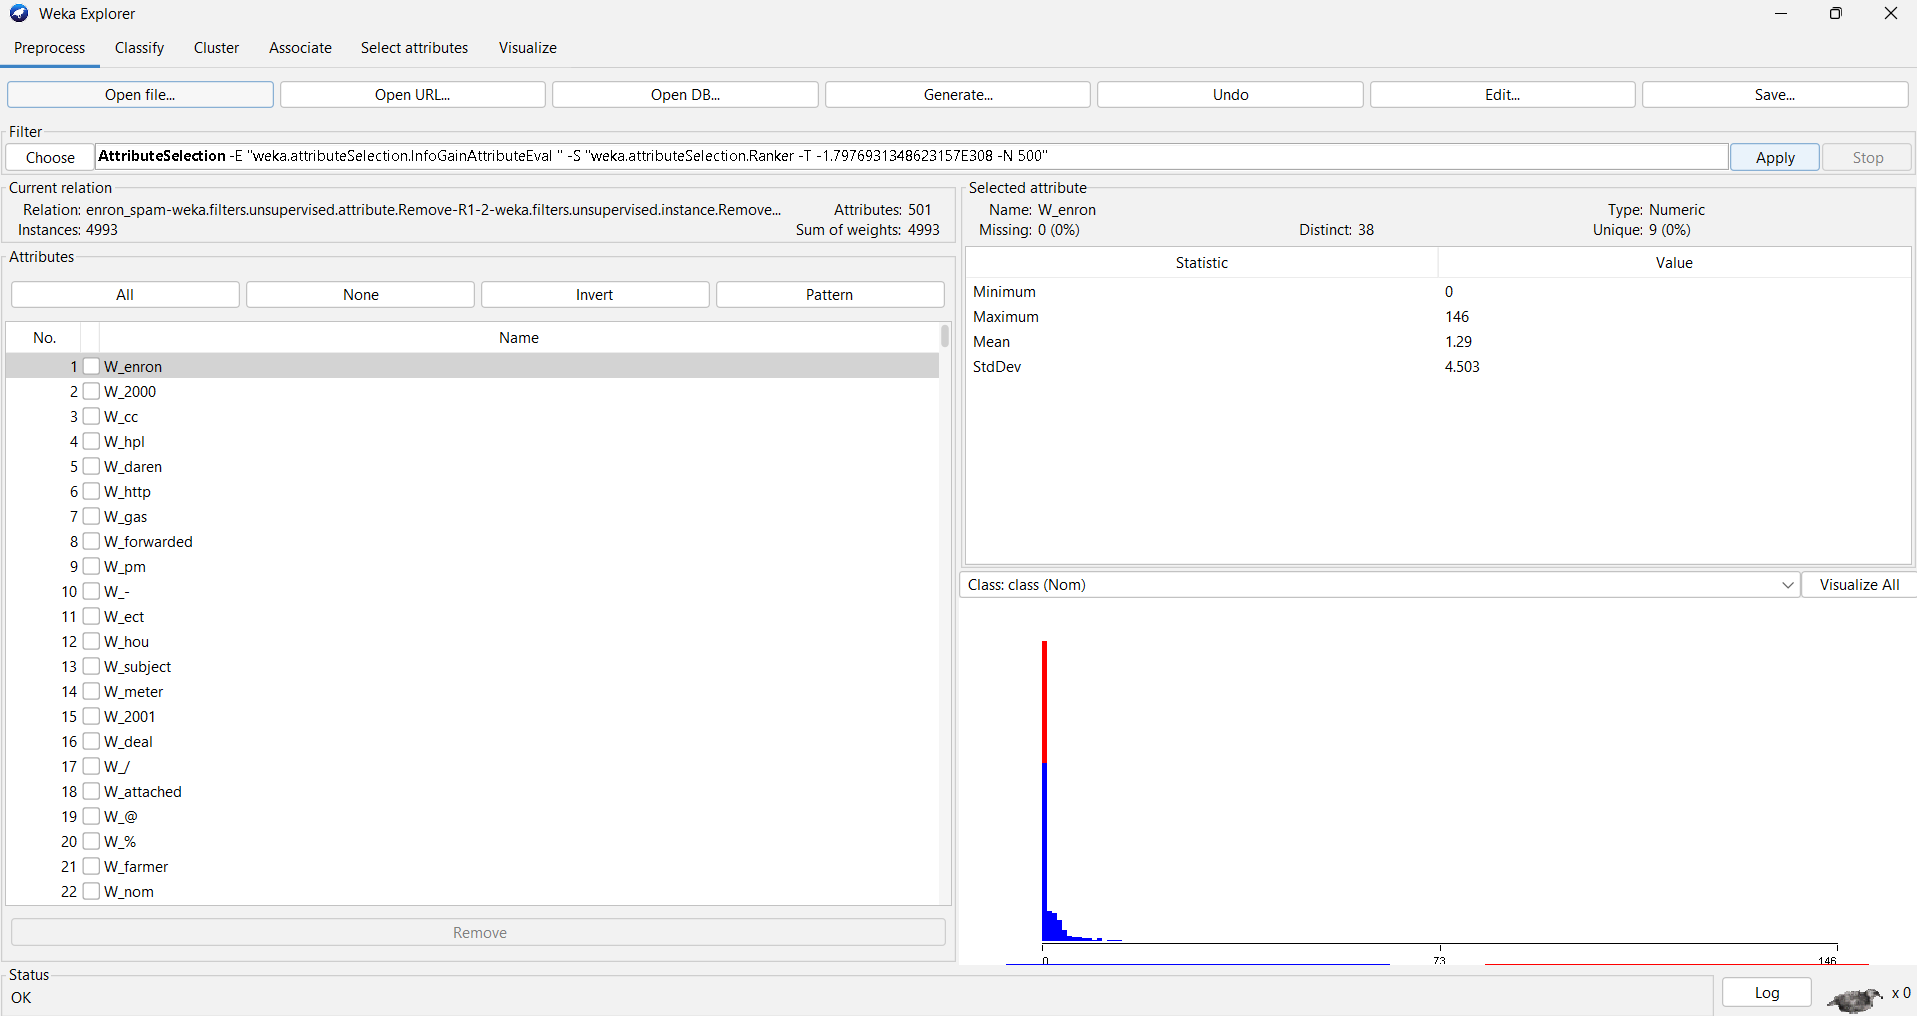 Weka Explorer
Preprocess Classify Cluster Associate Select attributes Visualize
Open file... Open URL... Open DB... Generate... Undo Edit... Save...
Filter
Choose AttributeSelection -E "weka.attributeSelection.InfoGainAttributeEval " -S "weka.attributeSelection.Ranker -T -1.7976931348623157E308 -N 500" Apply Stop
Current relation
Relation: enron_spam-weka.filters.unsupervised.attribute.Remove-R1-2-weka.filters.unsupervised.instance.Remove... Attributes: 501
Instances: 4993 Sum of weights: 4993
Attributes
All None Invert Pattern
No. Name
1 W_enron
2 W_2000
3 W_cc
4 W_hpl
5 W_daren
6 W_http
7 W_gas
8 W_forwarded
9 W_pm
10 W_-
11 W_ect
12 W_hou
13 W_subject
14 W_meter
15 W_2001
16 W_deal
17 W_/
18 W_attached
19 W_@
20 W_%
21 W_farmer
22 W_nom
Remove
Selected attribute
Name: W_enron Type: Numeric
Missing: 0 (0%) Distinct: 38 Unique: 9 (0%)
Statistic Value
Minimum 0
Maximum 146
Mean 1.29
StdDev 4.503
Class: class (Nom) Visualize All
0 73 146
Status
OK
Log x 0